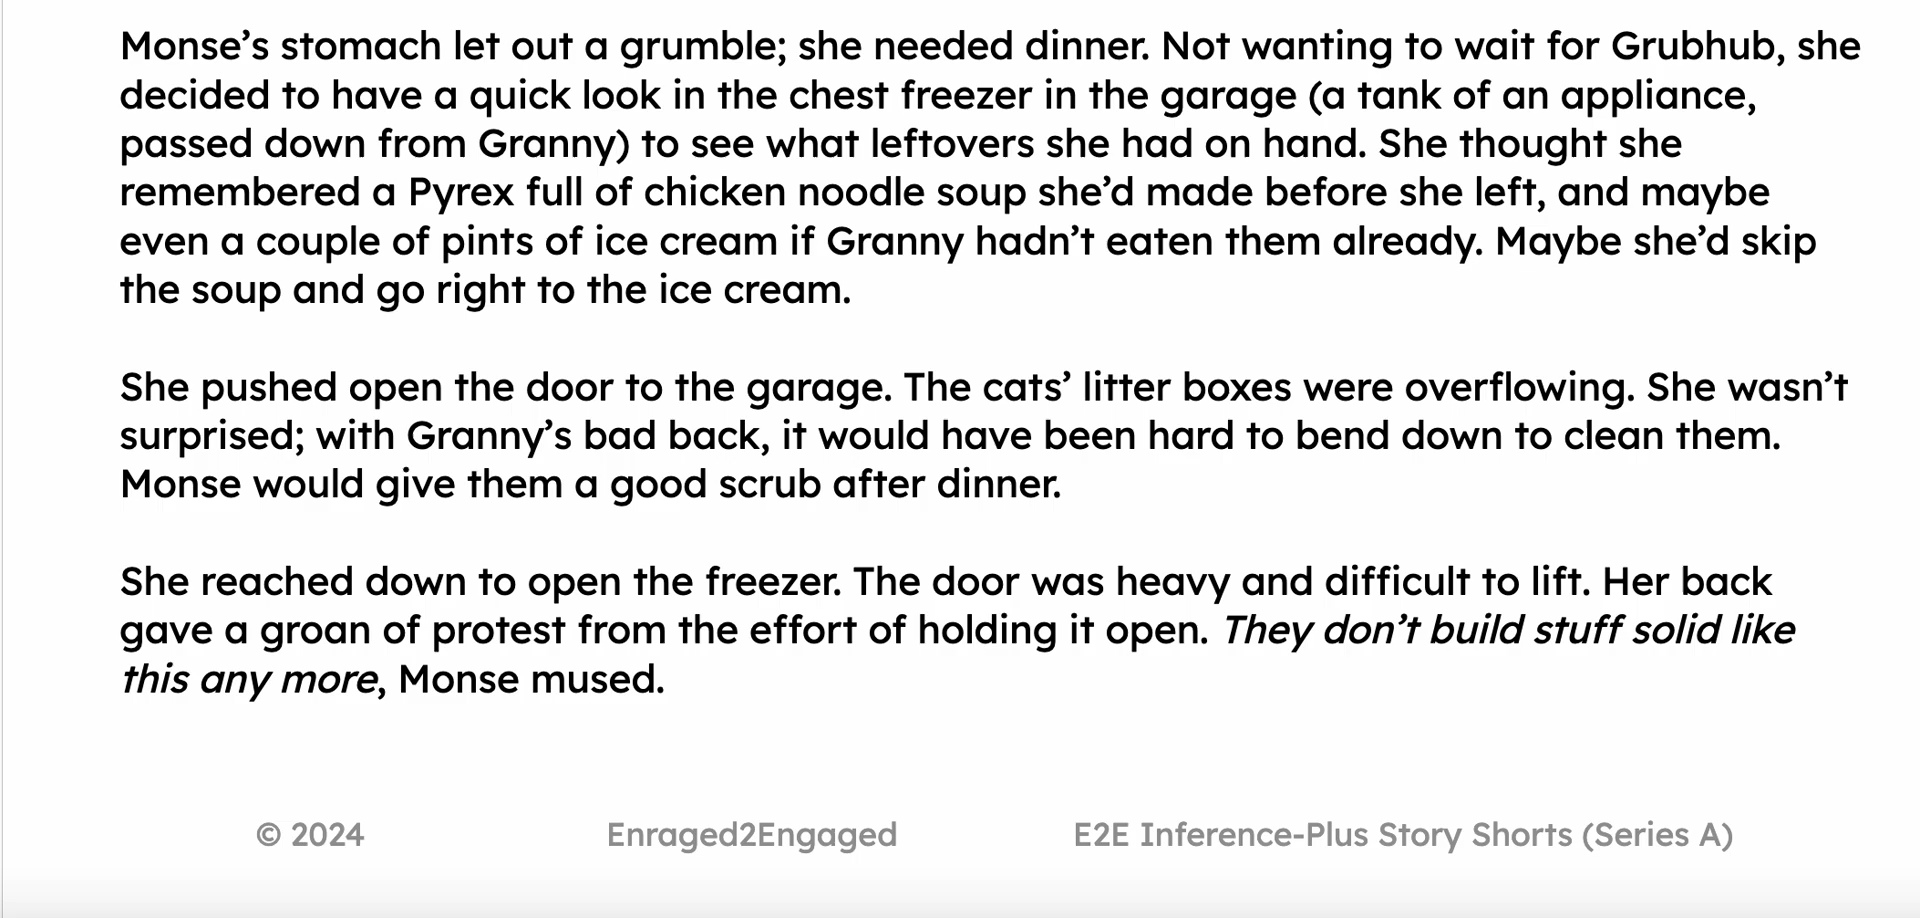 Monse’s stomach let out a grumble; she needed dinner. Not wanting to wait for Grubhub, she
decided to have a quick look in the chest freezer in the garage (a tank of an appliance,
passed down from Granny) to see what leftovers she had on hand. She thought she
remembered a Pyrex full of chicken noodle soup she’d made before she left, and maybe
even a couple of pints of ice cream if Granny hadn’t eaten them already. Maybe she’d skip
the soup and go right to the ice cream.
She pushed open the door to the garage. The cats’ litter boxes were overflowing. She wasn’t
surprised; with Granny’s bad back, it would have been hard to bend down to clean them.
Monse would give them a good scrub after dinner.
She reached down to open the freezer. The door was heavy and difficult to lift. Her back
gave a groan of protest from the effort of holding it open. They don’t build stuff solid like
this any more, Monse mused.
© 2024 Enraged2Engaged E2E Inference-Plus Story Shorts (Series A)